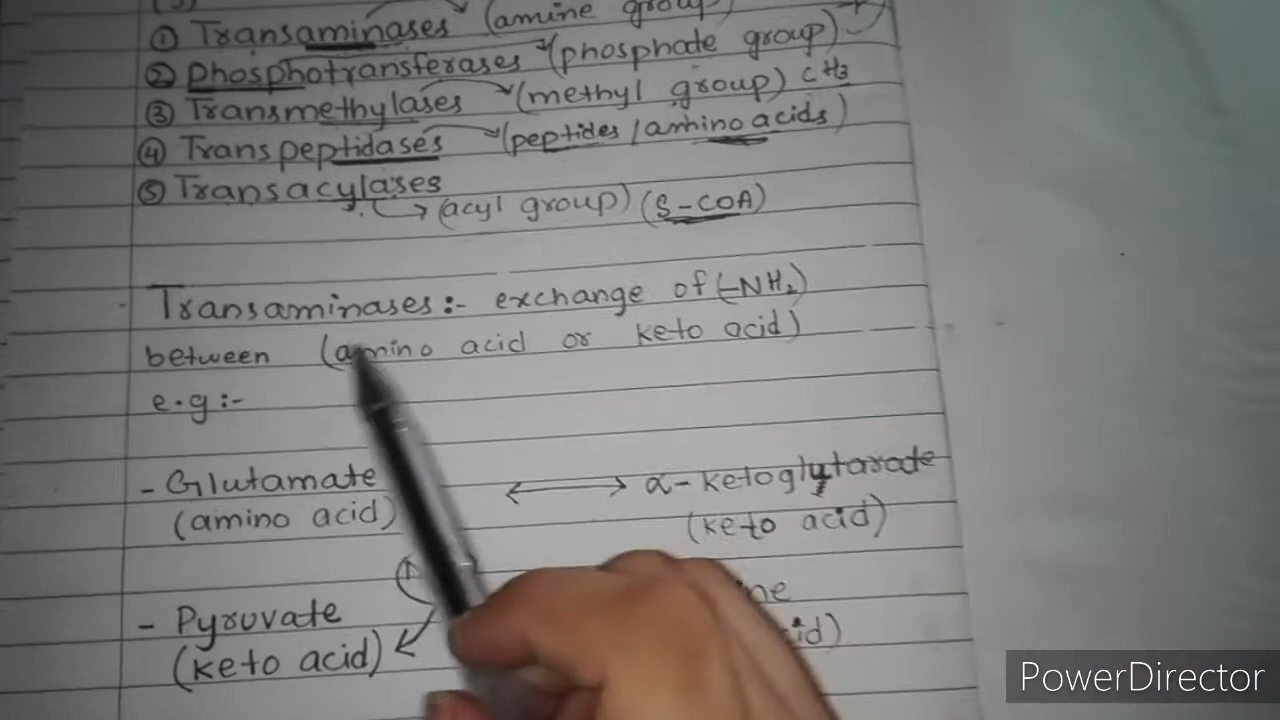 ① Transaminases (amine group)
② Phosphotransferases (phosphate group)
③ Transmethylases (methyl group) CH3
④ Transpeptidases (peptides/amino acids)
⑤ Transacylases
(acyl group) (S-COA)
Transaminases:- exchange of (-NH2)
between (amino acid or keto acid)
e.g:-
- Glutamate ↔ α-ketoglutarate
(amino acid) (keto acid)
- Pyruvate
(keto acid)
PowerDirector